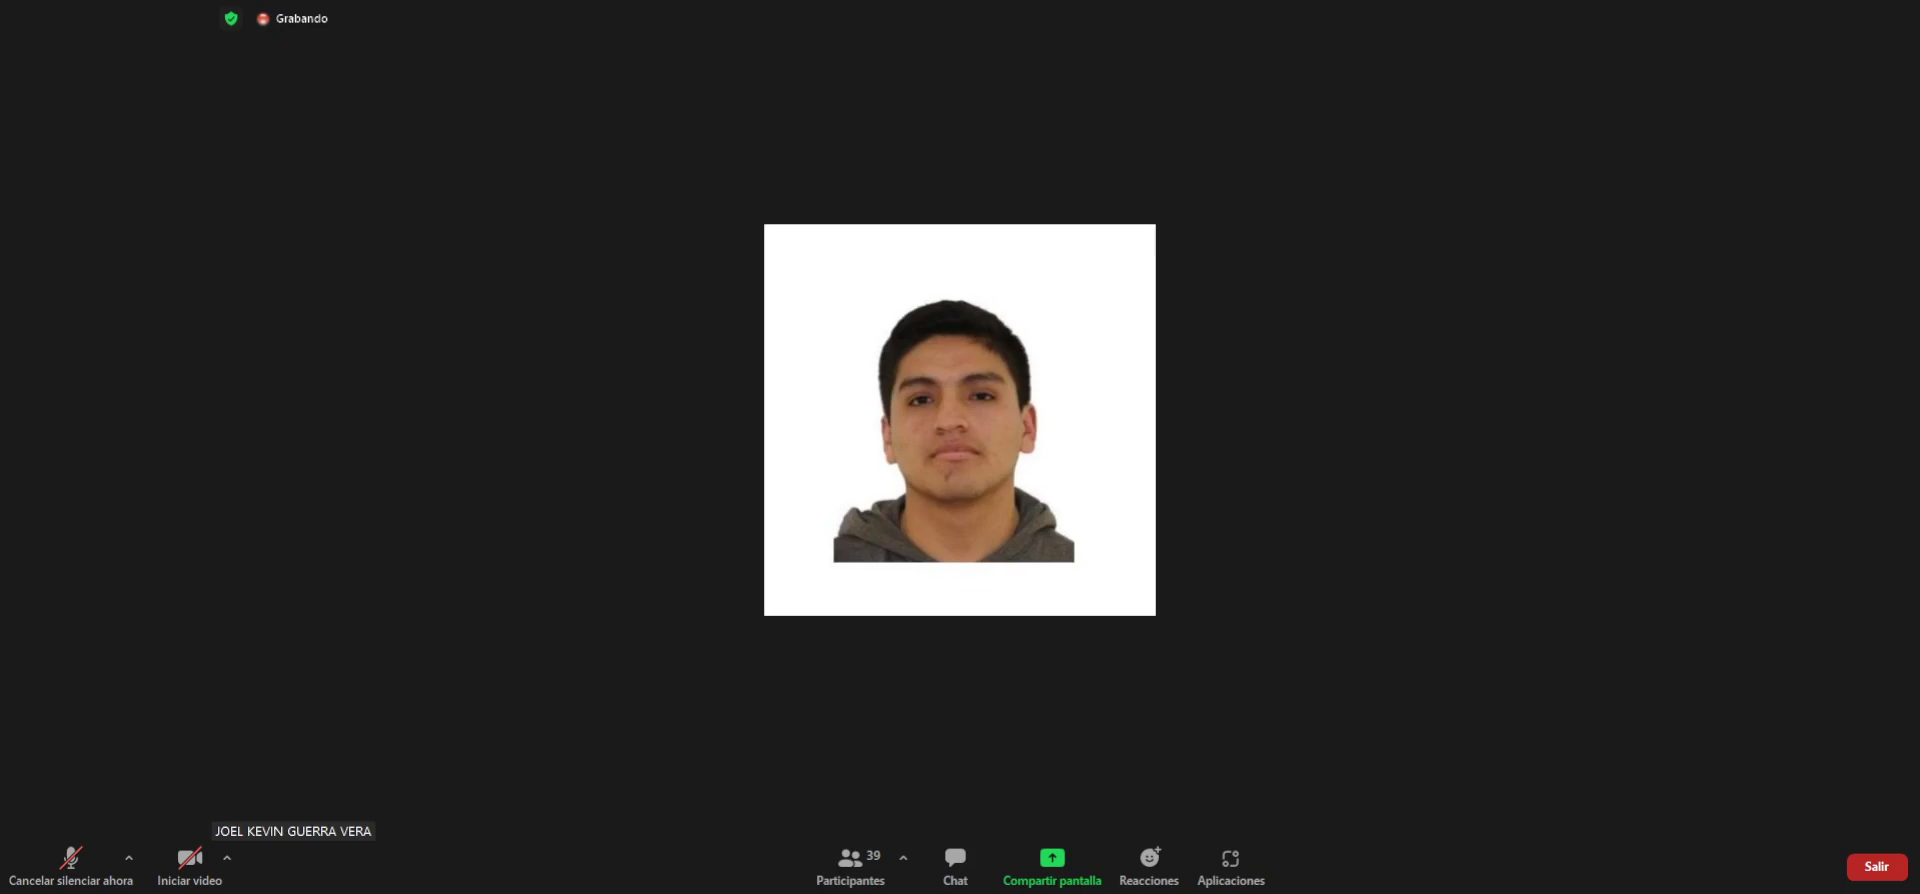 Grabando
JOEL KEVIN GUERRA VERA
Cancelar silenciar ahora
Iniciar video
39
Participantes
Chat
Compartir pantalla
Reacciones
Aplicaciones
Salir